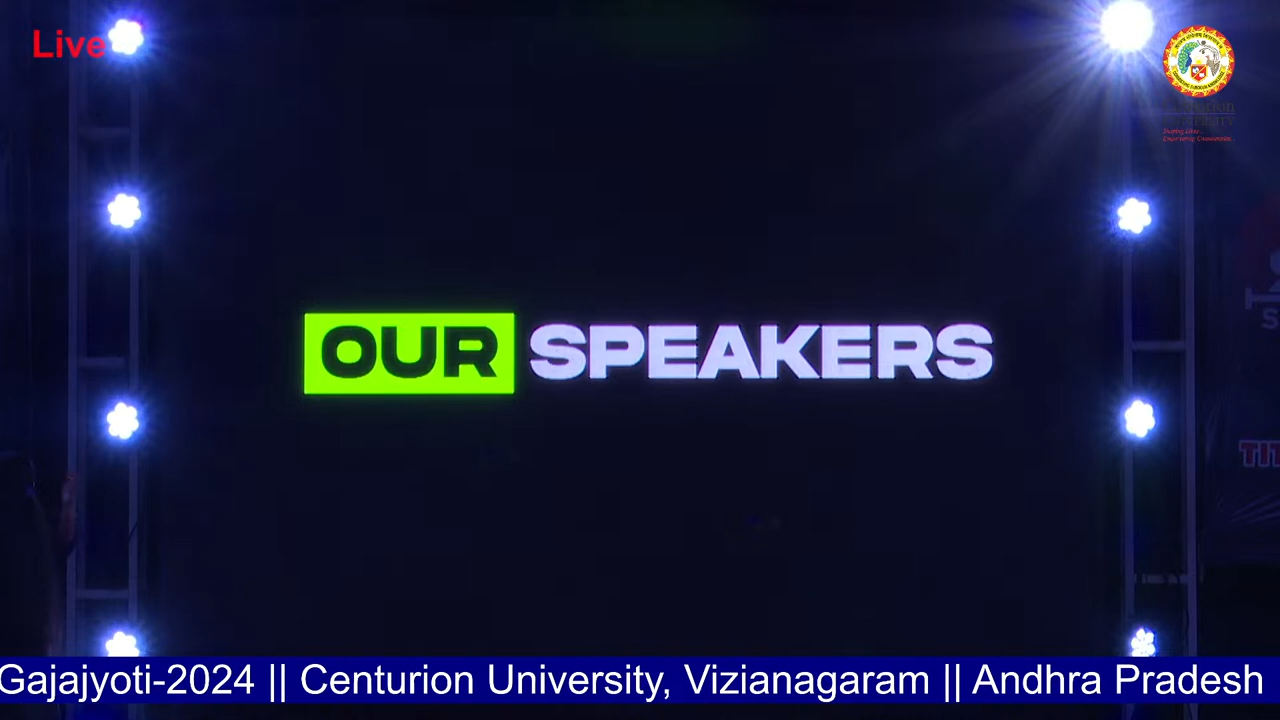 Live
OUR SPEAKERS
Gajajyoti-2024 || Centurion University, Vizianagaram || Andhra Pradesh